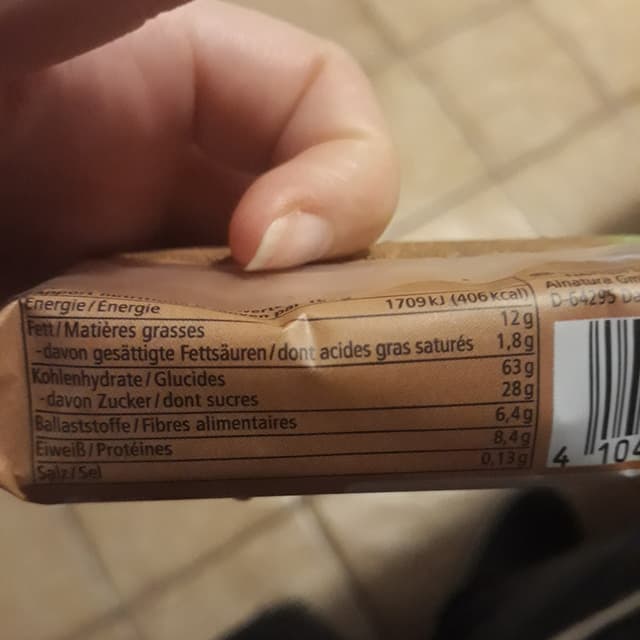 Energie/Énergie 1709 kJ (406 kcal)
Fett/Matières grasses 12 g
-davon gesättigte Fettsäuren/dont acides gras saturés 1,8 g
Kohlenhydrate/Glucides 63 g
-davon Zucker/dont sucres 28 g
Ballaststoffe/Fibres alimentaires 6,4 g
Eiweiß/Protéines 8,4 g
Salz/Sel 0,13 g
Alnatura
D-64295
4 104